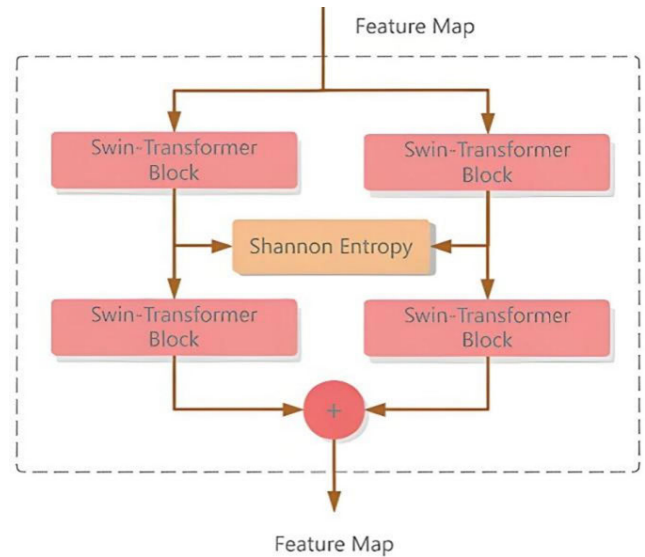 Feature Map
Swin-Transformer
Block
Swin-Transformer
Block
Shannon Entropy
Swin-Transformer
Block
Swin-Transformer
Block
+
Feature Map